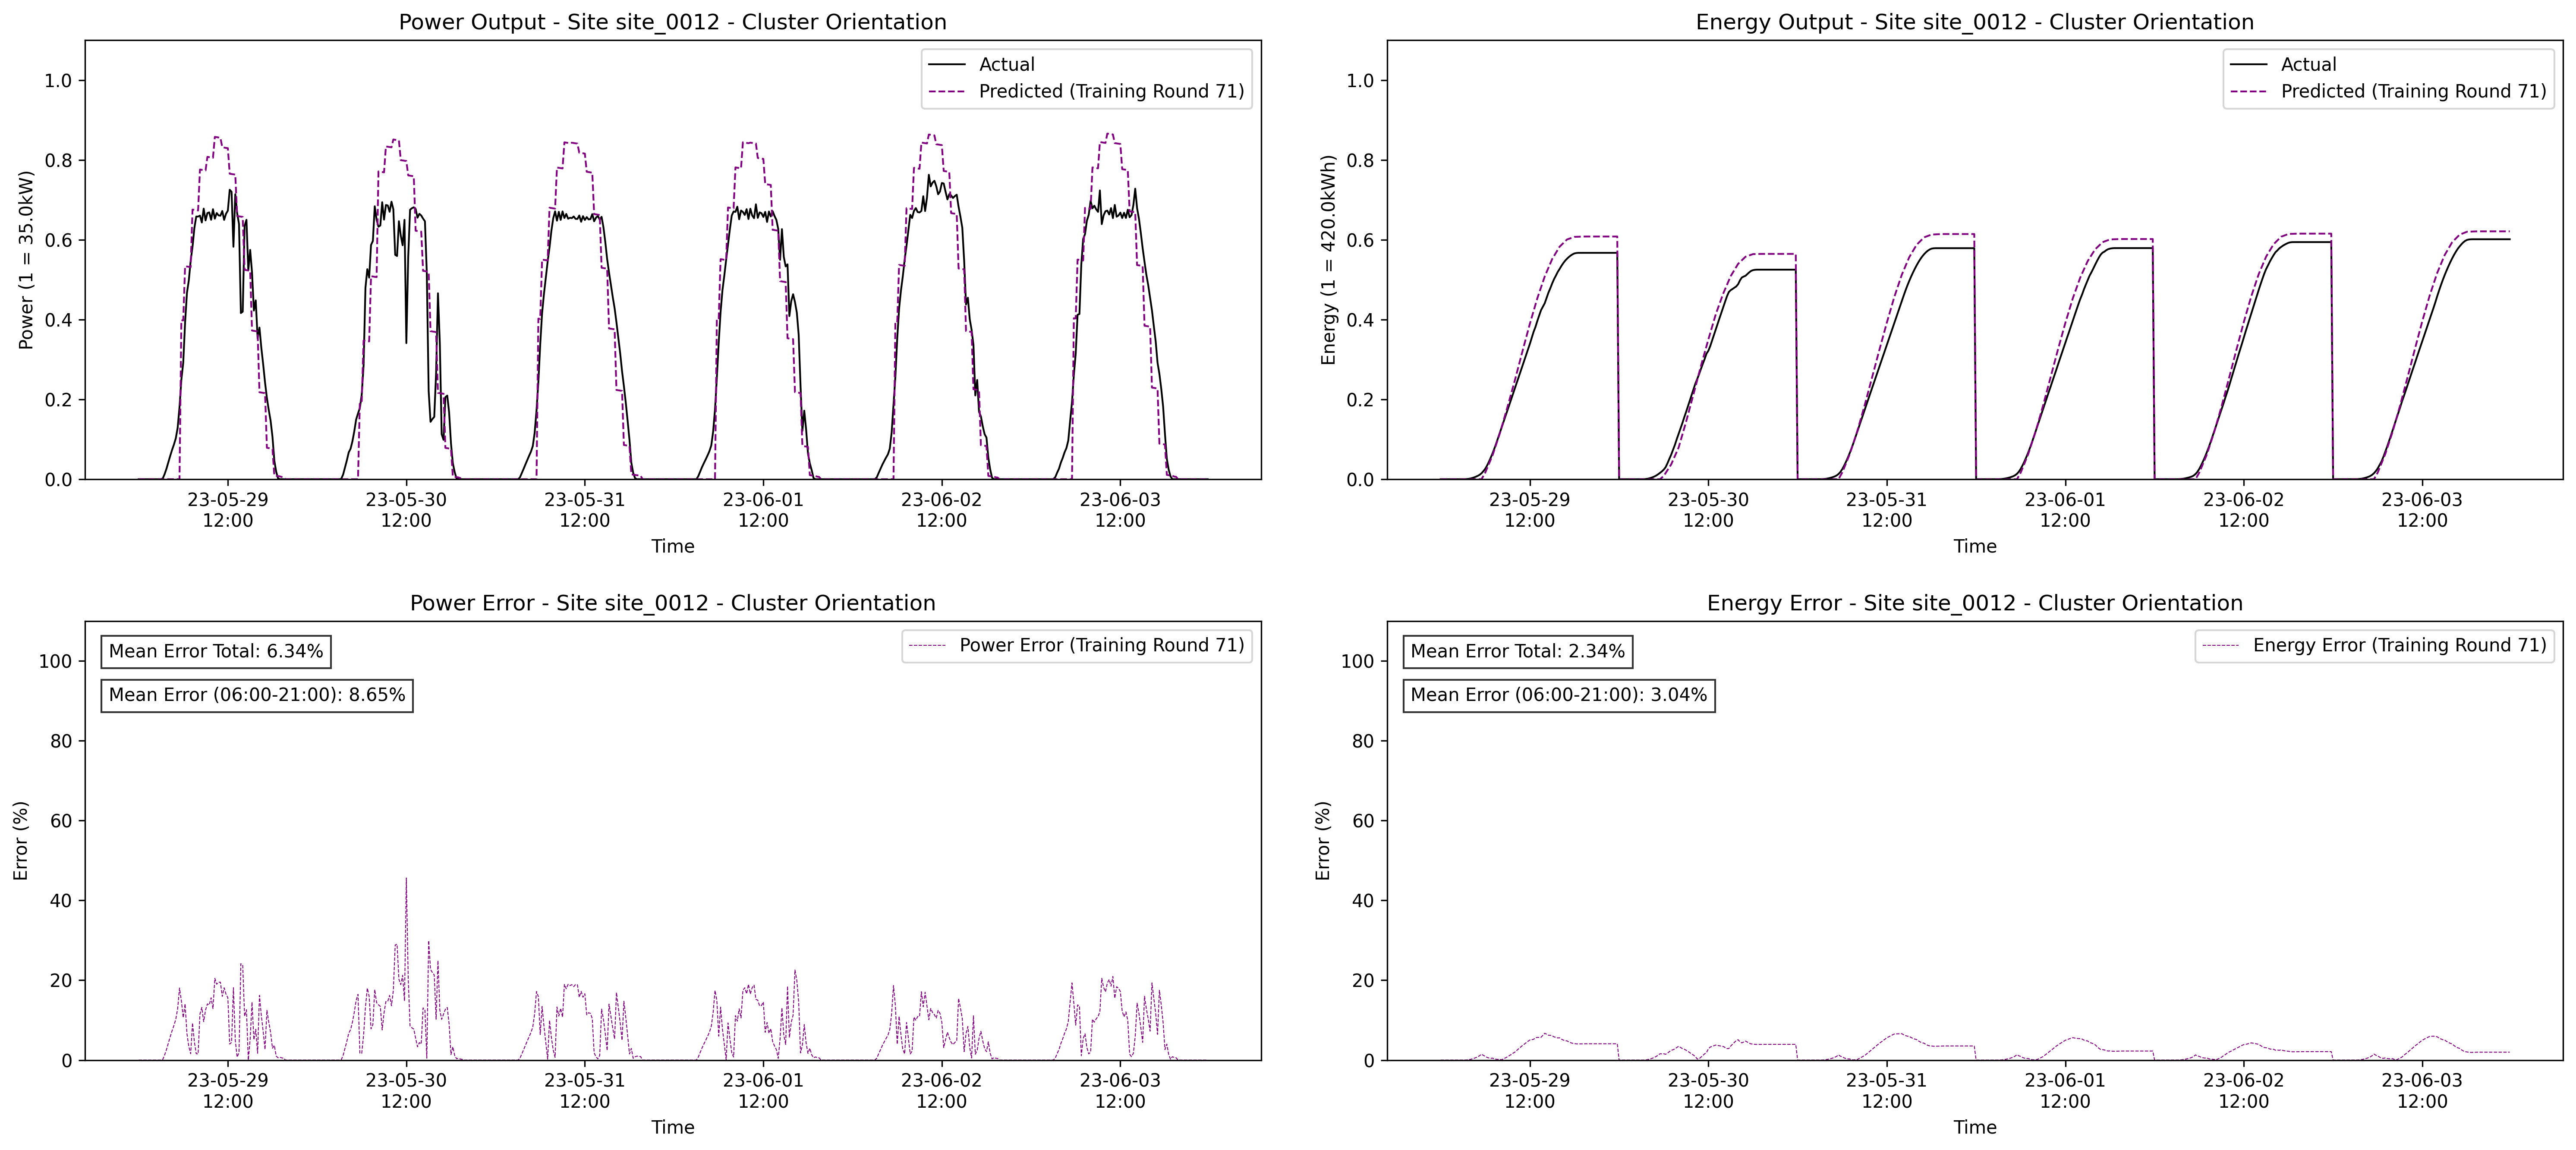 Power Output - Site site_0012 - Cluster Orientation
Power (1 = 35.0kW)
1.0
0.8
0.6
0.4
0.2
0.0
Actual
Predicted (Training Round 71)
23-05-29 23-05-30 23-05-31 23-06-01 23-06-02 23-06-03
12:00 12:00 12:00 12:00 12:00 12:00
Time
Energy Output - Site site_0012 - Cluster Orientation
Energy (1 = 420.0kWh)
1.0
0.8
0.6
0.4
0.2
0.0
Actual
Predicted (Training Round 71)
23-05-29 23-05-30 23-05-31 23-06-01 23-06-02 23-06-03
12:00 12:00 12:00 12:00 12:00 12:00
Time
Power Error - Site site_0012 - Cluster Orientation
Error (%)
100
80
60
40
20
0
Mean Error Total: 6.34%
Mean Error (06:00-21:00): 8.65%
Power Error (Training Round 71)
23-05-29 23-05-30 23-05-31 23-06-01 23-06-02 23-06-03
12:00 12:00 12:00 12:00 12:00 12:00
Time
Energy Error - Site site_0012 - Cluster Orientation
Error (%)
100
80
60
40
20
0
Mean Error Total: 2.34%
Mean Error (06:00-21:00): 3.04%
Energy Error (Training Round 71)
23-05-29 23-05-30 23-05-31 23-06-01 23-06-02 23-06-03
12:00 12:00 12:00 12:00 12:00 12:00
Time